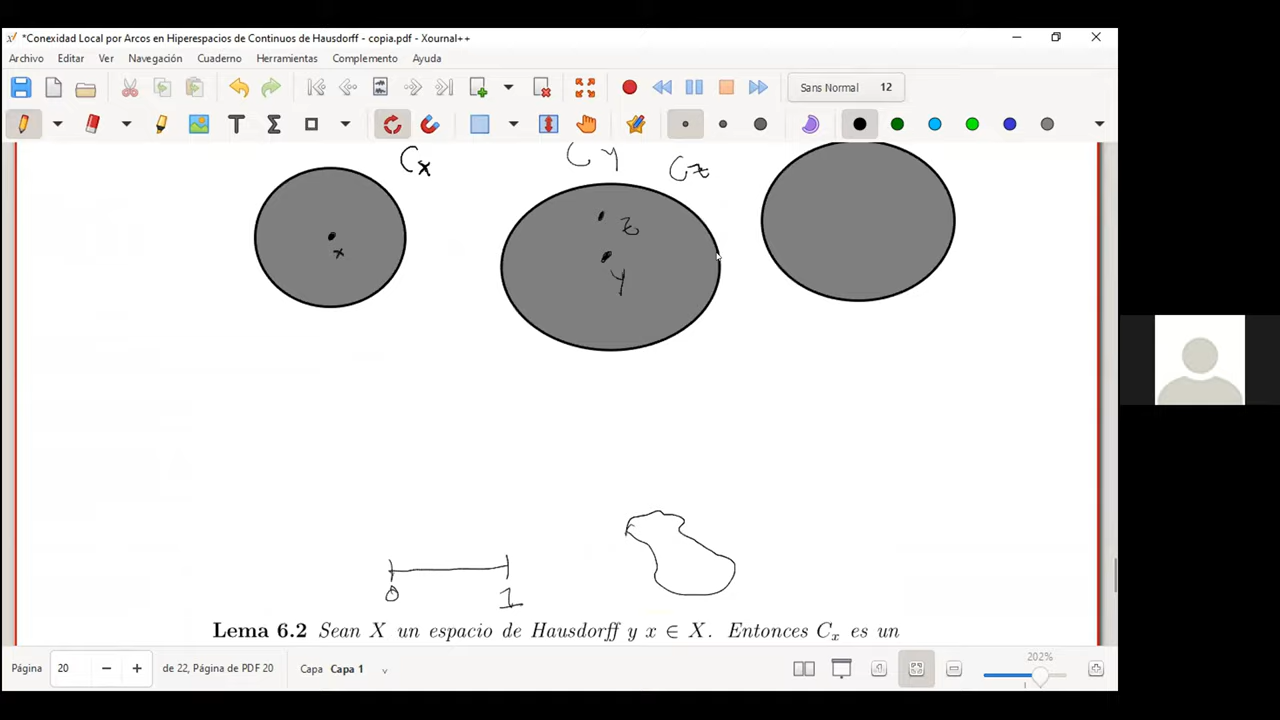 *Conexidad Local por Arcos en Hiperespacios de Continuos de Hausdorff - copia.pdf - Xournal++
Archivo Editar Ver Navegación Cuaderno Herramientas Complemento Ayuda
Sans Normal 12
Cx
Cy
Cz
z
x
y
0
1
Lema 6.2 Sean X un espacio de Hausdorff y x ∈ X. Entonces Cx es un
Página 20 de 22, Página de PDF 20 Capa Capa 1 202%